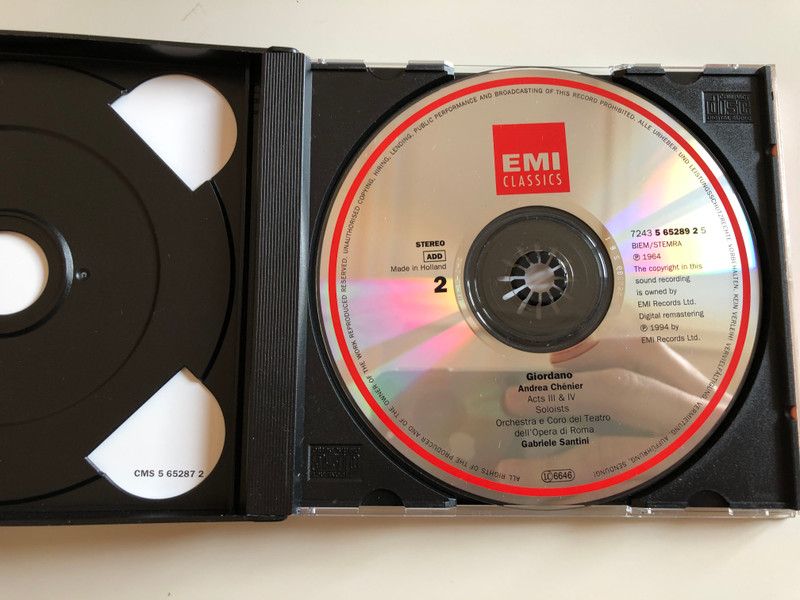 EMI
CLASSICS
STEREO
ADD
Made in Holland
2
7243 5 65289 2 5
BIEM/STEMRA
Ⓟ 1964
The copyright in this
sound recording
is owned by
EMI Records Ltd.
Digital remastering
Ⓟ 1994 by
EMI Records Ltd.
Giordano
Andrea Chénier
Acts III & IV
Soloists
Orchestra e Coro del Teatro
dell'Opera di Roma
Gabriele Santini
LC 6646
ALL RIGHTS OF THE PRODUCER AND OF THE OWNER OF THE WORK REPRODUCED RESERVED. UNAUTHORISED COPYING, HIRING, LENDING, PUBLIC PERFORMANCE AND BROADCASTING OF THIS RECORD PROHIBITED. ALLE URHEBER- UND LEISTUNGSSCHUTZRECHTE VORBEHALTEN. KEIN VERLEIH! VERVIELFÄLTIGUNG, VERMIETUNG, AUFFÜHRUNG, SENDUNG!
CMS 5 65287 2
COMPACT
disc
DIGITAL AUDIO